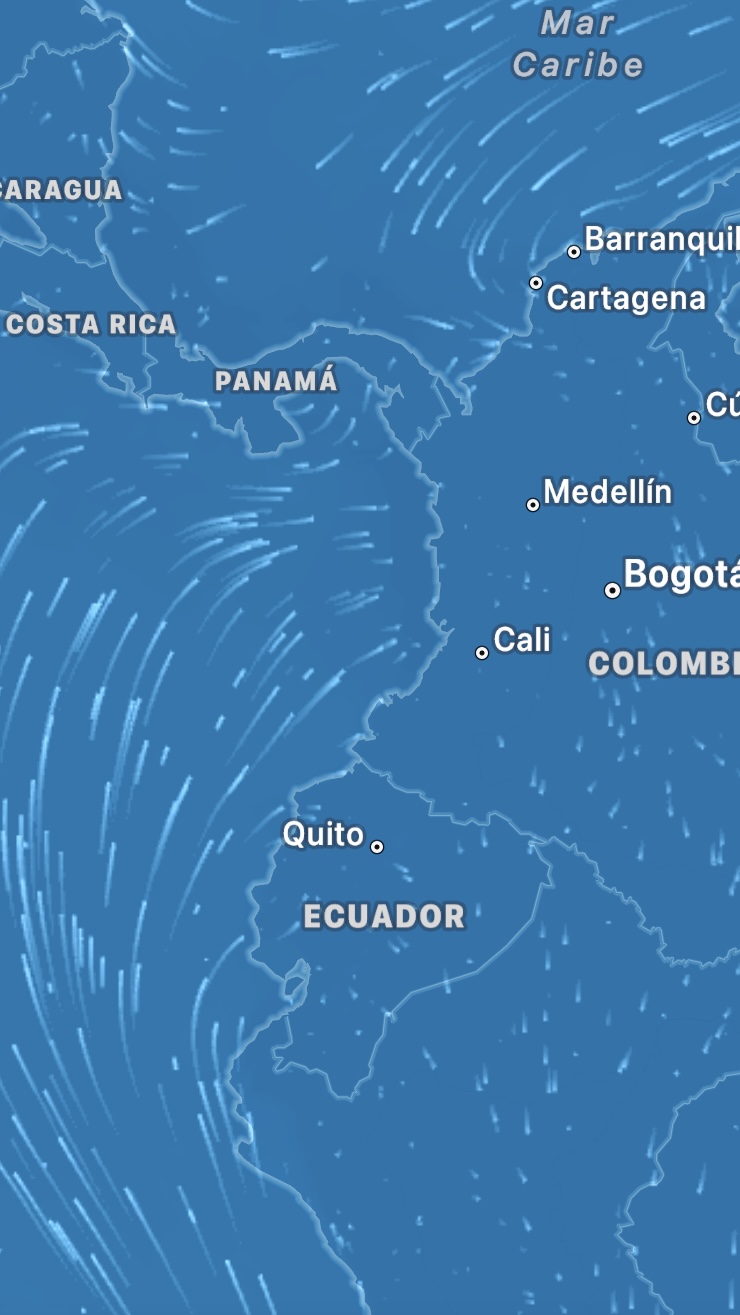 Mar
Caribe
CARAGUA
Barranquil
Cartagena
COSTA RICA
PANAMÁ
Cú
Medellín
Bogotá
Cali
COLOMBI
Quito
ECUADOR